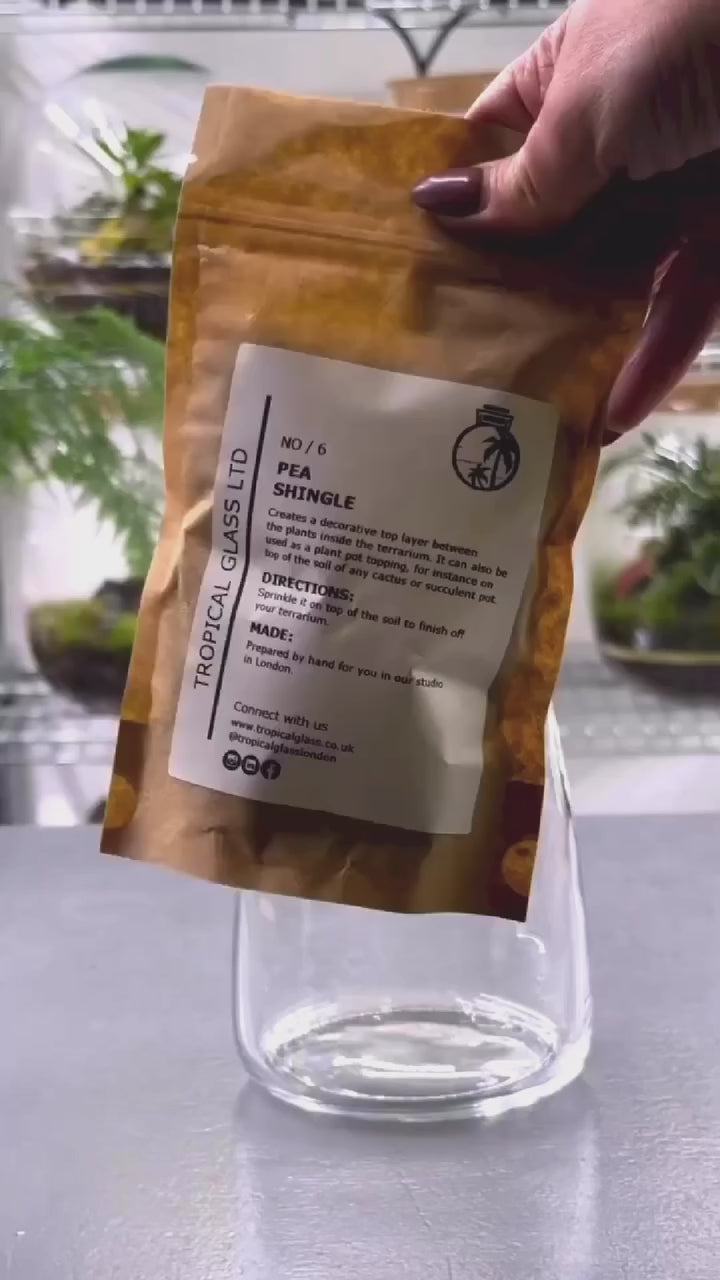 TROPICAL GLASS LTD
NO / 6
PEA
SHINGLE
Creates a decorative top layer between
the plants inside the terrarium. It can also be
used as a plant pot topping, for instance on
top of the soil of any cactus or succulent pot.
DIRECTIONS:
Sprinkle it on top of the soil to finish off
your terrarium.
MADE:
Prepared by hand for you in our studio
in London.
Connect with us
www.tropicalglass.co.uk
@tropicalglasslondon